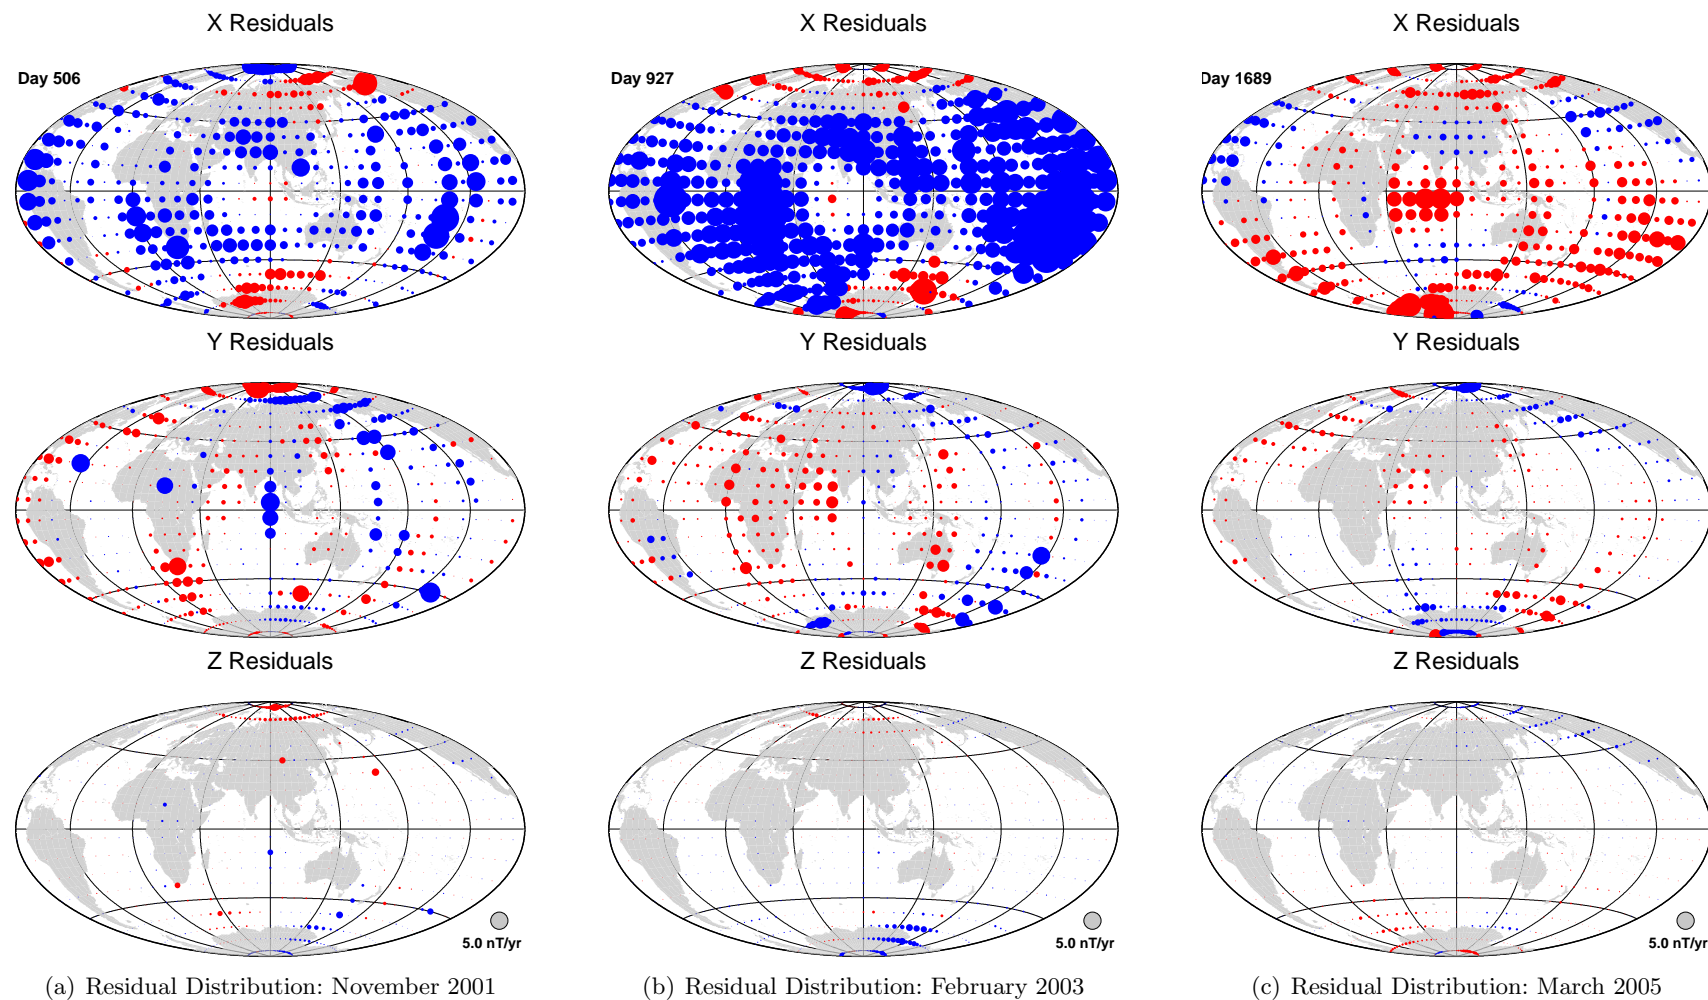 X Residuals
X Residuals
X Residuals
Day 506
Day 927
Day 1689
Y Residuals
Y Residuals
Y Residuals
Z Residuals
Z Residuals
Z Residuals
5.0 nT/yr
5.0 nT/yr
5.0 nT/yr
(a) Residual Distribution: November 2001
(b) Residual Distribution: February 2003
(c) Residual Distribution: March 2005